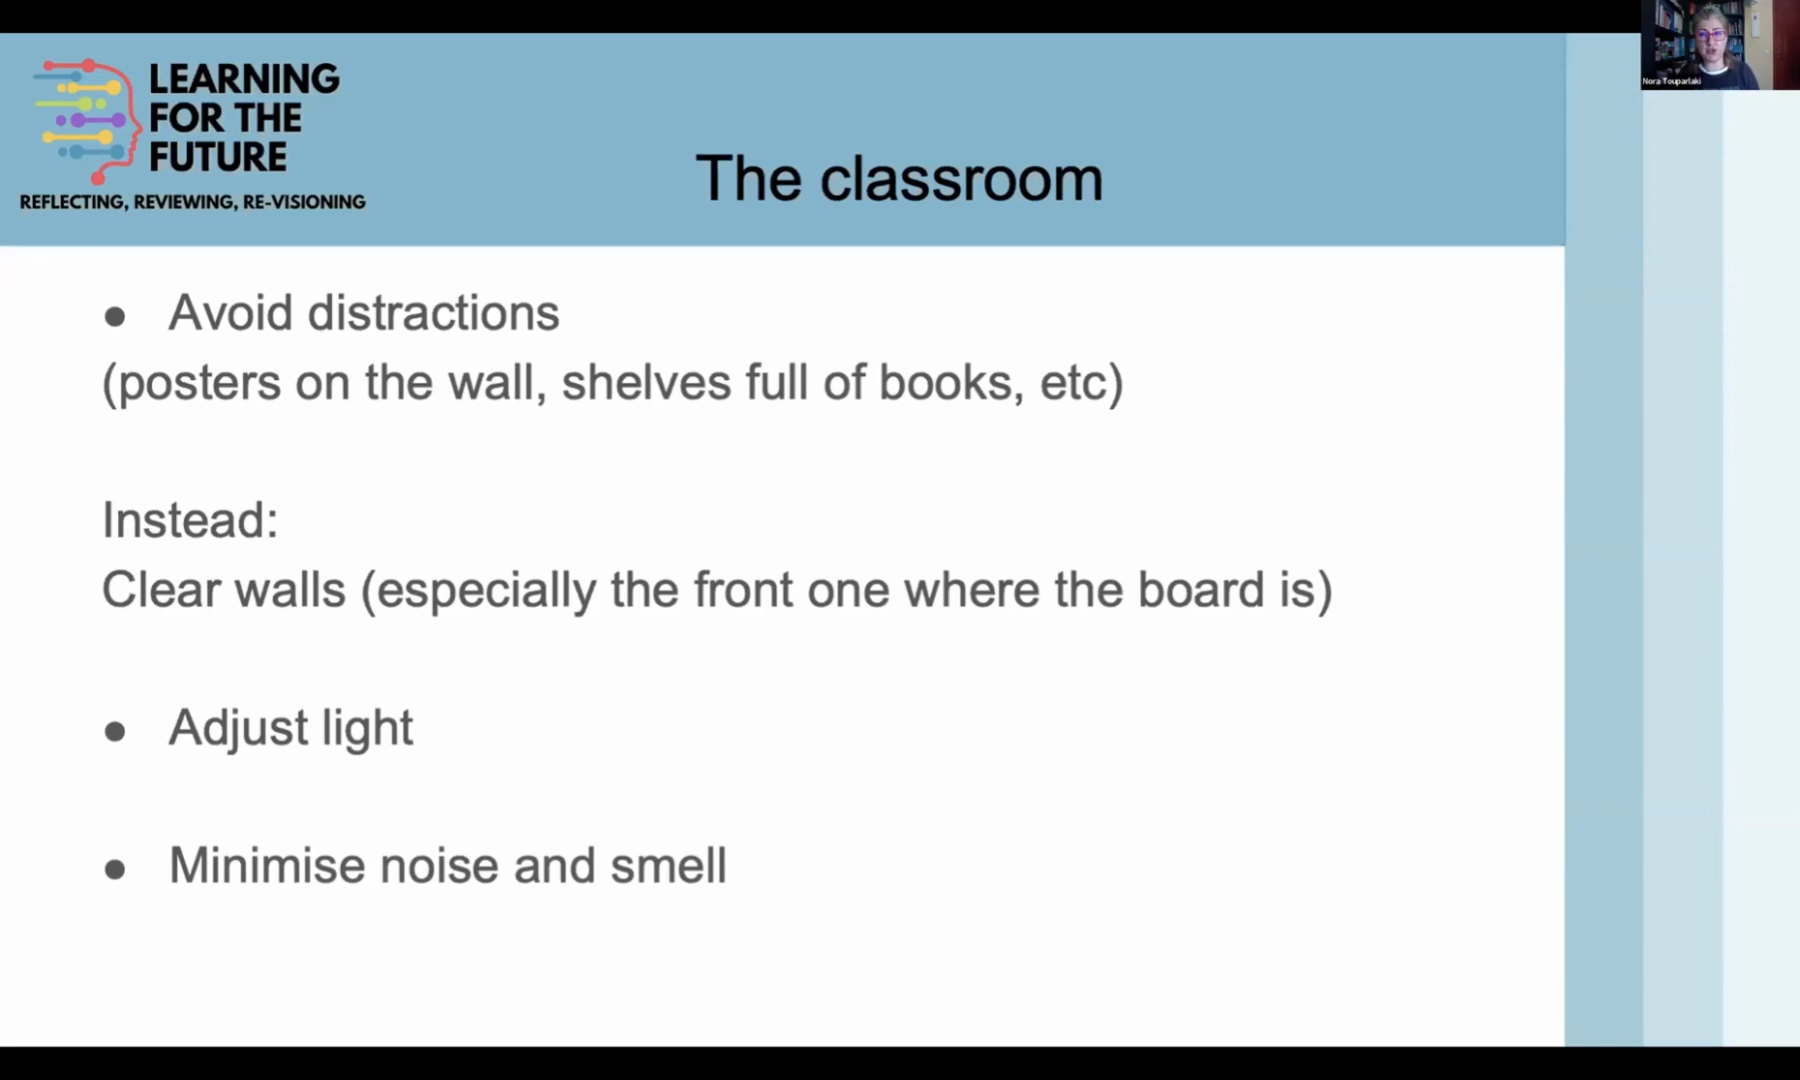 LEARNING
FOR THE
FUTURE
REFLECTING, REVIEWING, RE-VISIONING
The classroom
Nora Touparlaki
● Avoid distractions
(posters on the wall, shelves full of books, etc)
Instead:
Clear walls (especially the front one where the board is)
● Adjust light
● Minimise noise and smell